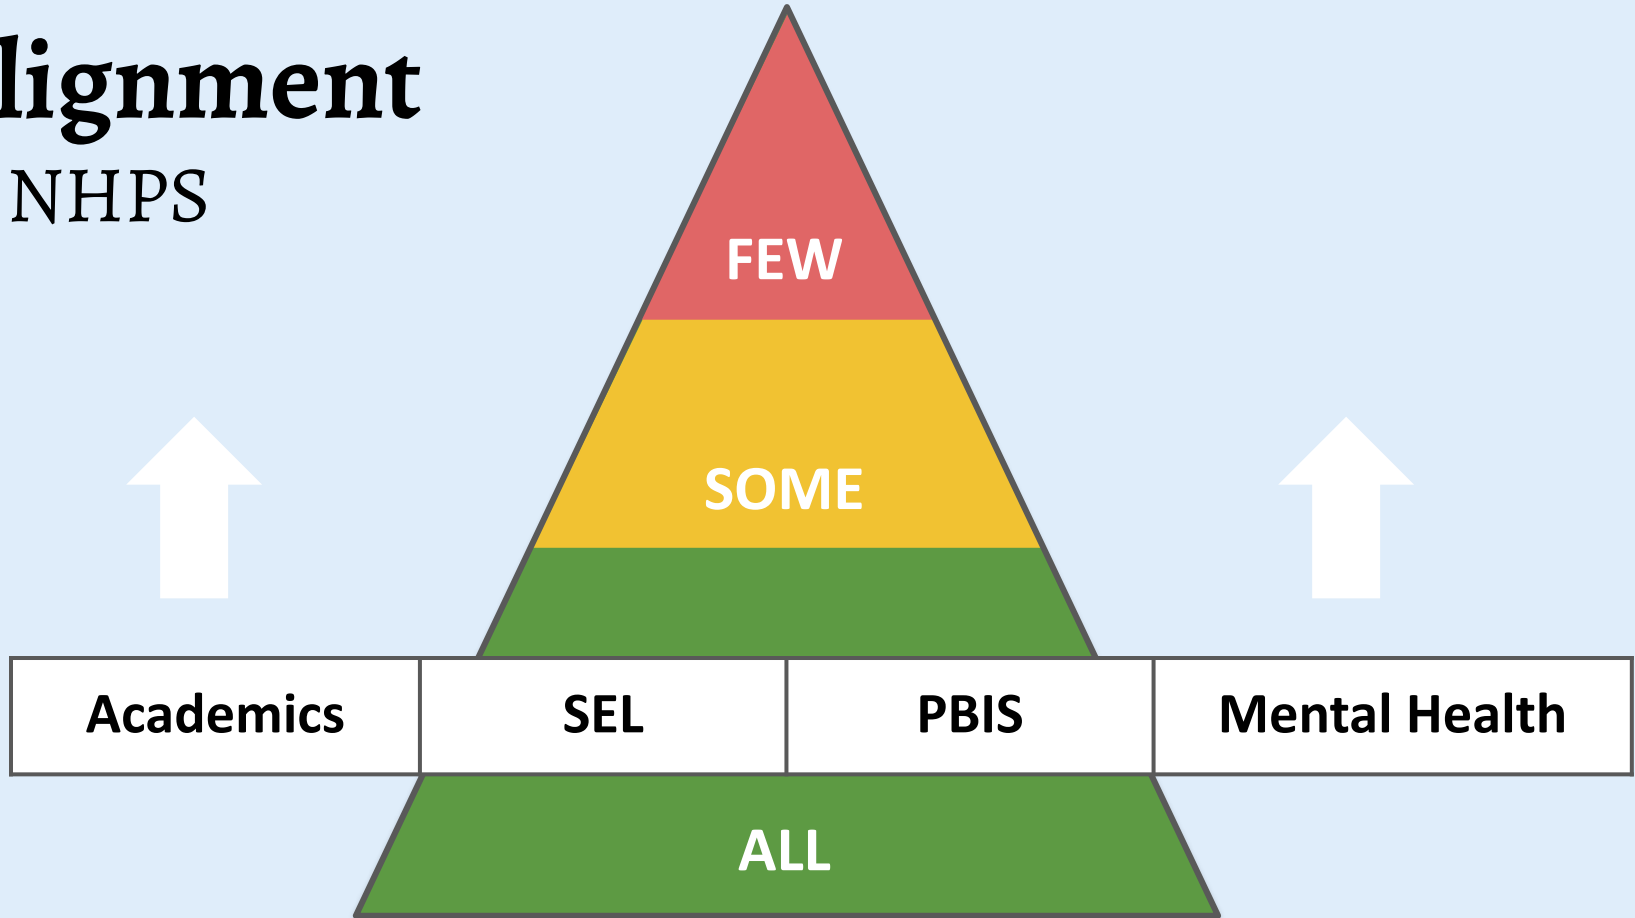 lignment
NHPS
FEW
SOME
Academics SEL PBIS Mental Health
ALL